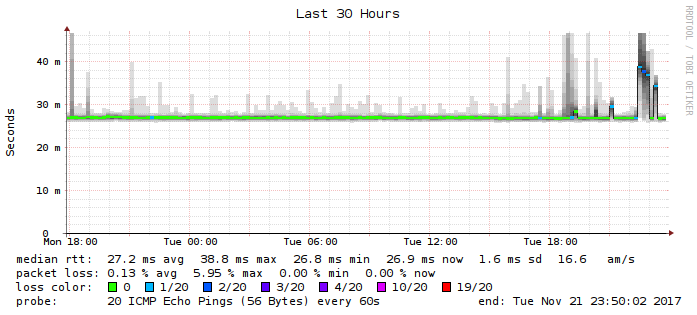 Last 30 Hours
RRDTOOL / TOBI OETIKER
Seconds
40 m
30 m
20 m
10 m
0
Mon 18:00 Tue 00:00 Tue 06:00 Tue 12:00 Tue 18:00
median rtt: 27.2 ms avg 38.8 ms max 26.8 ms min 26.9 ms now 1.6 ms sd 16.6 am/s
packet loss: 0.13 % avg 5.95 % max 0.00 % min 0.00 % now
loss color: 0 1/20 2/20 3/20 4/20 10/20 19/20
probe: 20 ICMP Echo Pings (56 Bytes) every 60s end: Tue Nov 21 23:50:02 2017